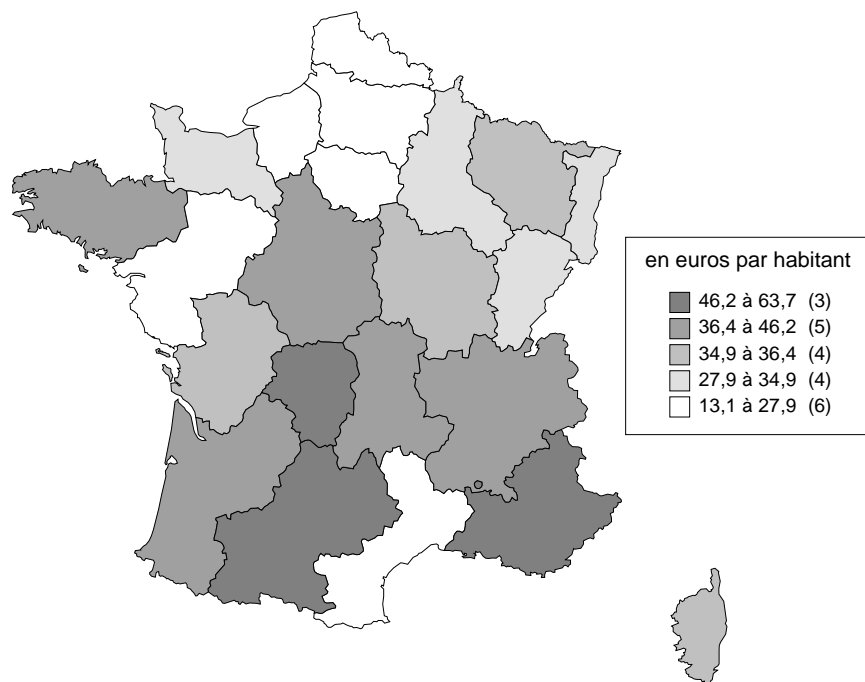 en euros par habitant
46,2 à 63,7 (3)
36,4 à 46,2 (5)
34,9 à 36,4 (4)
27,9 à 34,9 (4)
13,1 à 27,9 (6)